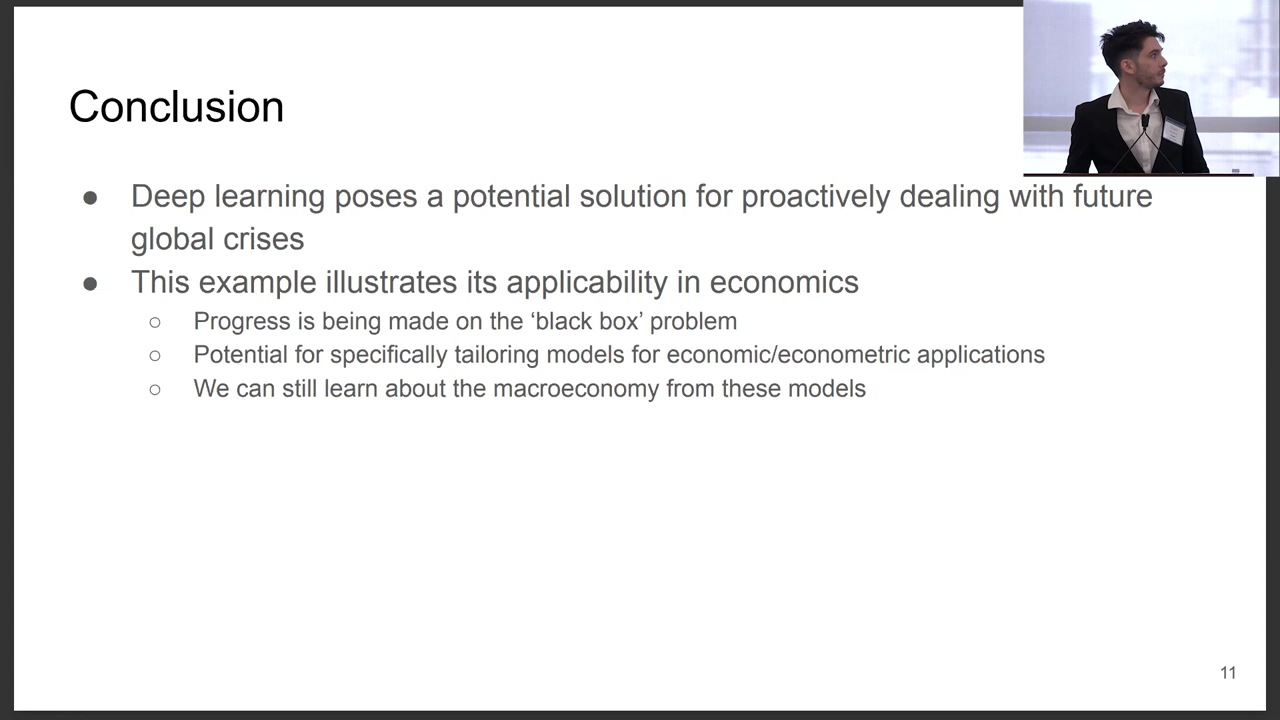 Conclusion
● Deep learning poses a potential solution for proactively dealing with future
global crises
● This example illustrates its applicability in economics
○ Progress is being made on the ‘black box’ problem
○ Potential for specifically tailoring models for economic/econometric applications
○ We can still learn about the macroeconomy from these models
11